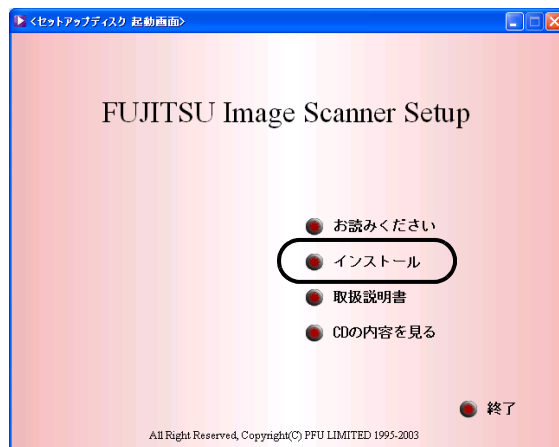 <セットアップディスク 起動画面>
FUJITSU Image Scanner Setup
お読みください
インストール
取扱説明書
CDの内容を見る
終了
All Right Reserved, Copyright(C) PFU LIMITED 1995-2003